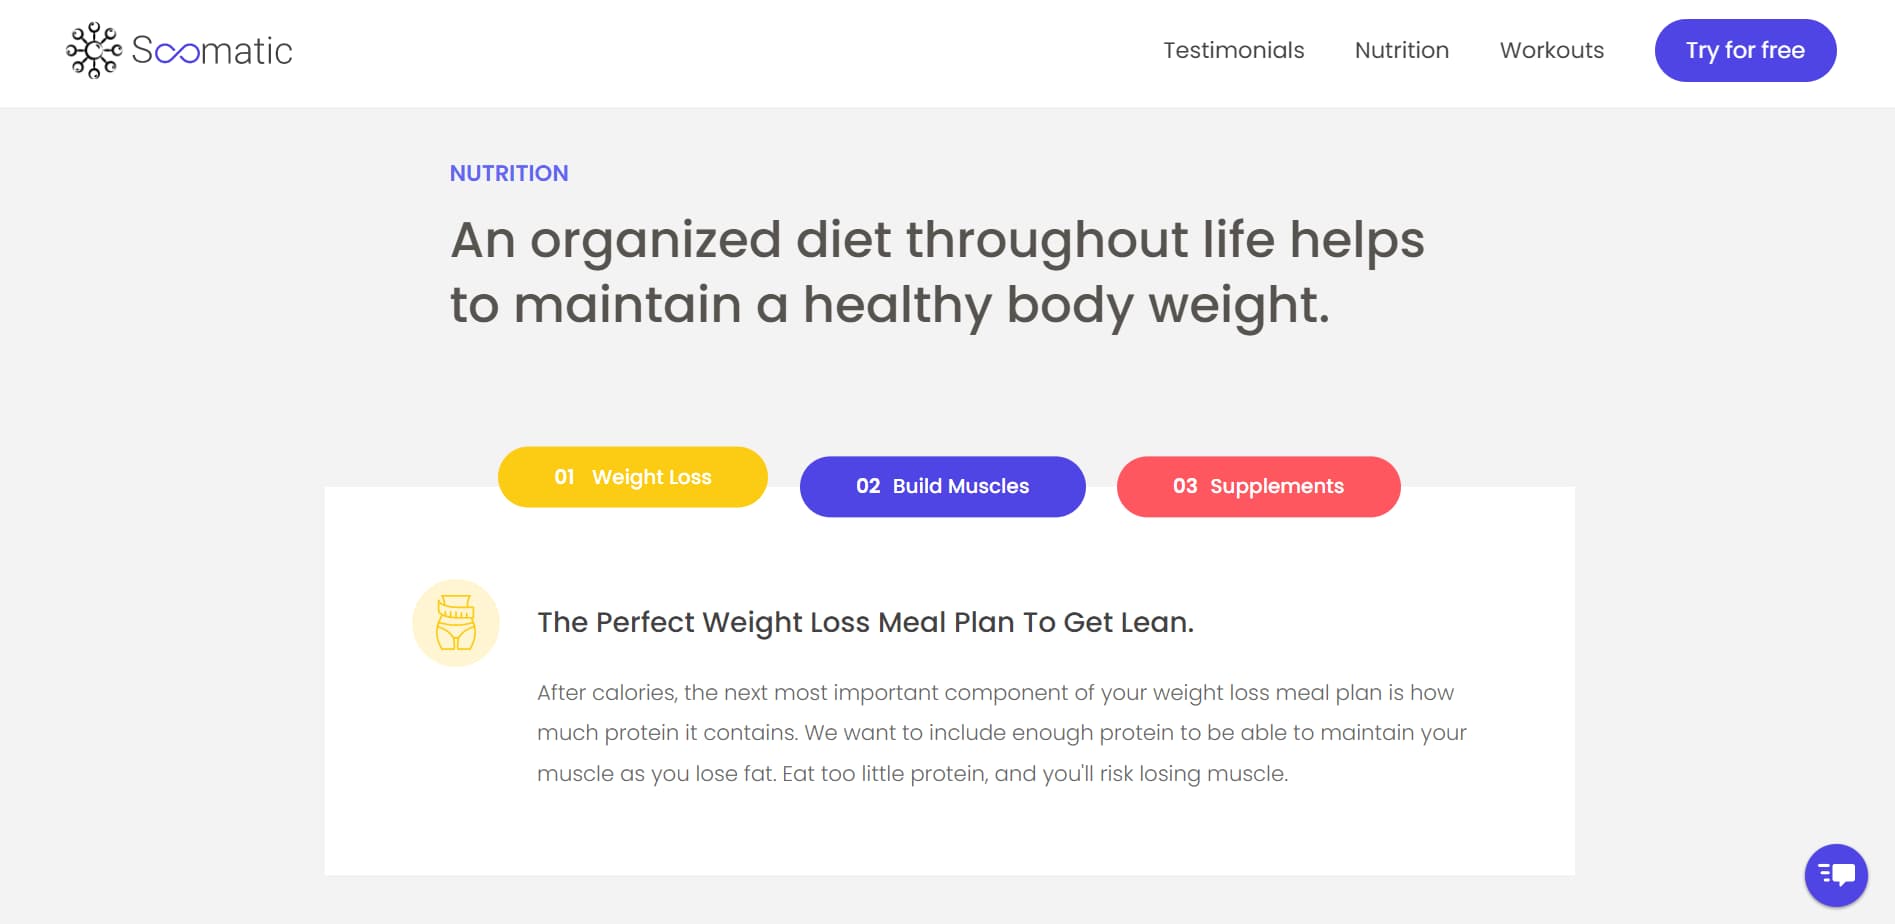 Soomatic
Testimonials
Nutrition
Workouts
Try for free
NUTRITION
An organized diet throughout life helps
to maintain a healthy body weight.
01 Weight Loss
02 Build Muscles
03 Supplements
The Perfect Weight Loss Meal Plan To Get Lean.
After calories, the next most important component of your weight loss meal plan is how
much protein it contains. We want to include enough protein to be able to maintain your
muscle as you lose fat. Eat too little protein, and you'll risk losing muscle.